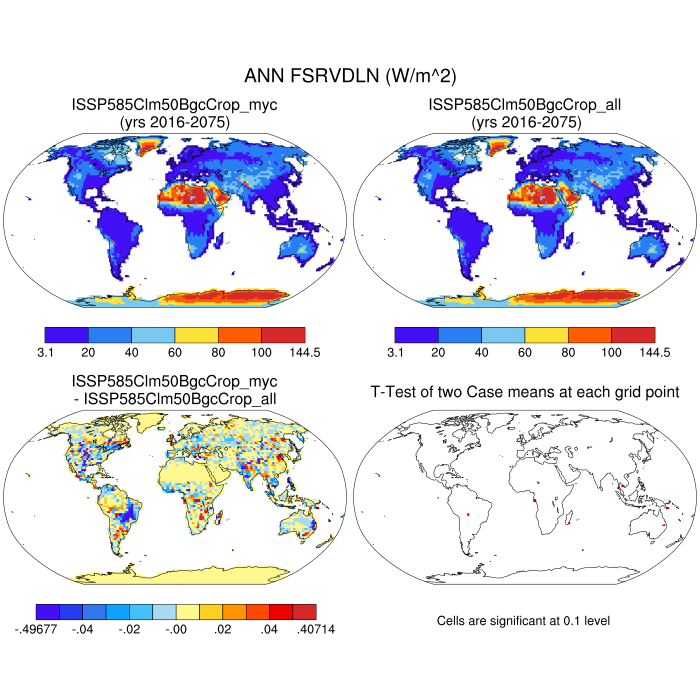 ANN FSRVDLN (W/m^2)
ISSP585Clm50BgcCrop_myc
(yrs 2016-2075)
ISSP585Clm50BgcCrop_all
(yrs 2016-2075)
3.1 20 40 60 80 100 144.5
3.1 20 40 60 80 100 144.5
ISSP585Clm50BgcCrop_myc
- ISSP585Clm50BgcCrop_all
T-Test of two Case means at each grid point
-.49677 -.04 -.02 -.00 .02 .04 .40714
Cells are significant at 0.1 level